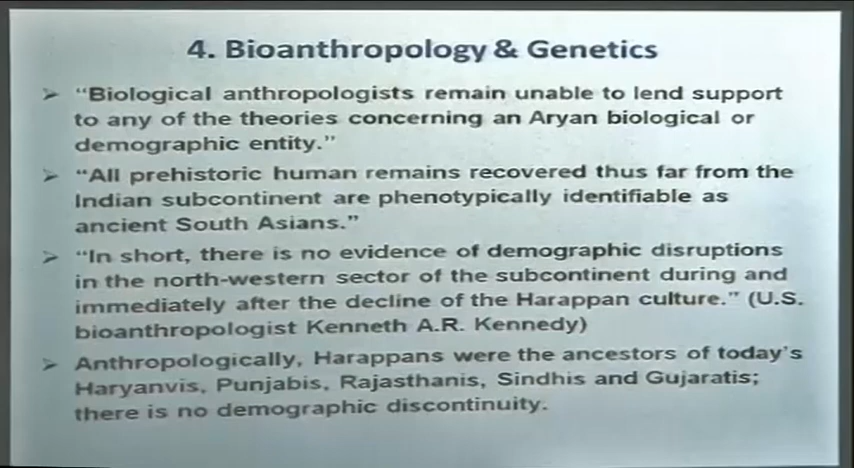 4. Bioanthropology & Genetics
➢ “Biological anthropologists remain unable to lend support
to any of the theories concerning an Aryan biological or
demographic entity.”
➢ “All prehistoric human remains recovered thus far from the
Indian subcontinent are phenotypically identifiable as
ancient South Asians.”
➢ “In short, there is no evidence of demographic disruptions
in the north-western sector of the subcontinent during and
immediately after the decline of the Harappan culture.” (U.S.
bioanthropologist Kenneth A.R. Kennedy)
➢ Anthropologically, Harappans were the ancestors of today’s
Haryanvis, Punjabis, Rajasthanis, Sindhis and Gujaratis;
there is no demographic discontinuity.